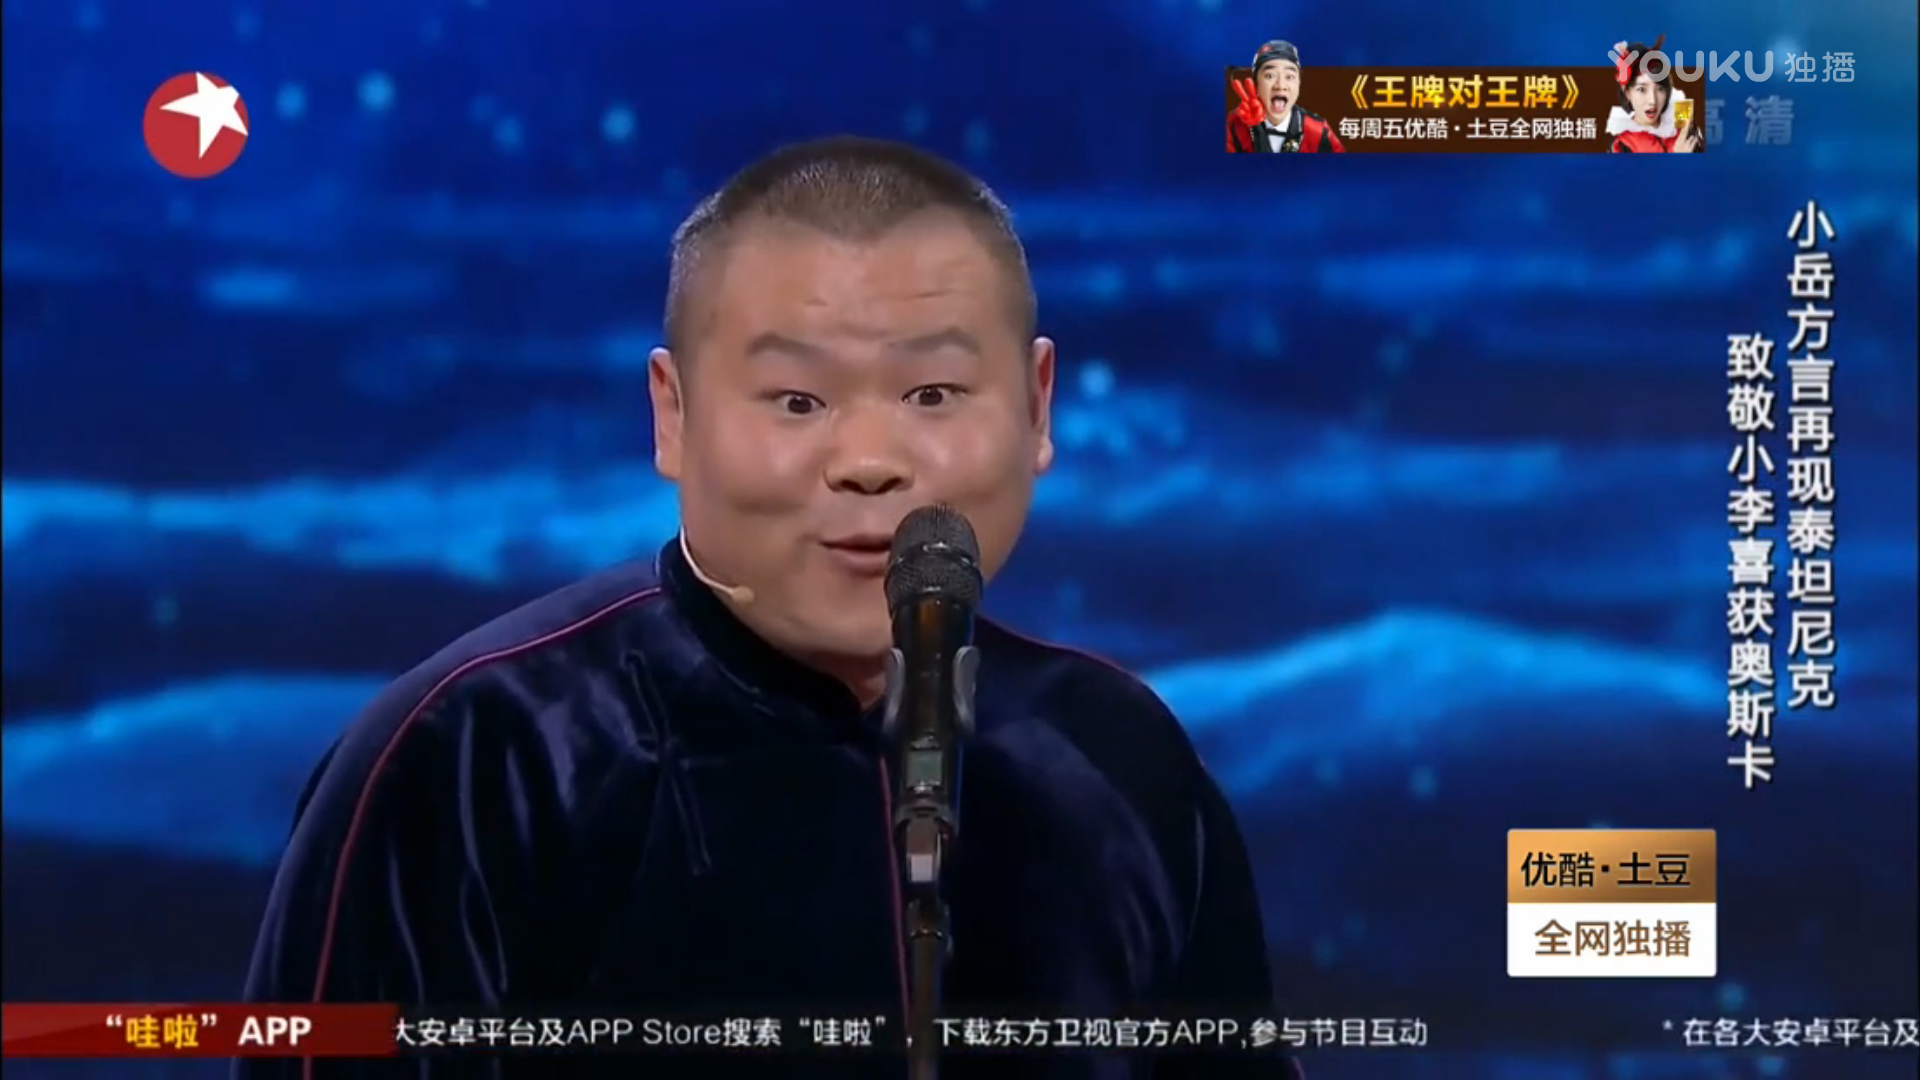 YOUKU 独播
《王牌对王牌》
每周五优酷·土豆全网独播
高清
小岳方言再现泰坦尼克
致敬小李喜获奥斯卡
优酷·土豆
全网独播
“哇啦” APP
大安卓平台及APP Store搜索“哇啦”，下载东方卫视官方APP,参与节目互动
*在各大安卓平台及